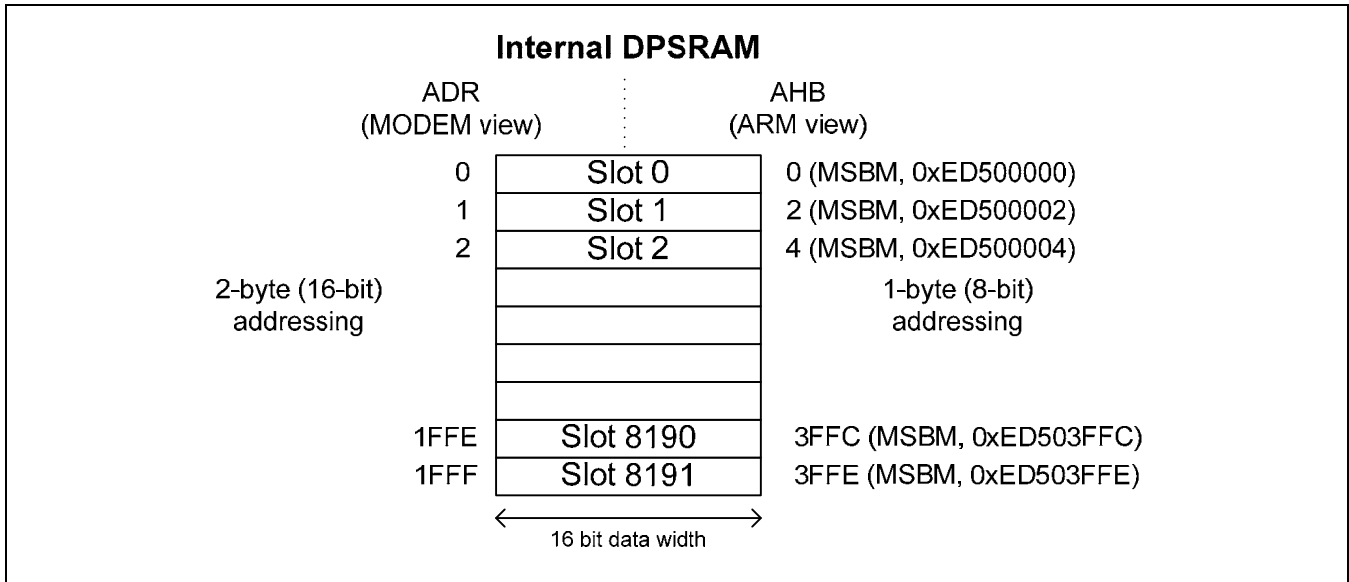 Internal DPSRAM
ADR
(MODEM view)
AHB
(ARM view)
0 Slot 0 0 (MSBM, 0xED500000)
1 Slot 1 2 (MSBM, 0xED500002)
2 Slot 2 4 (MSBM, 0xED500004)
2-byte (16-bit)
addressing
1-byte (8-bit)
addressing
1FFE Slot 8190 3FFC (MSBM, 0xED503FFC)
1FFF Slot 8191 3FFE (MSBM, 0xED503FFE)
16 bit data width